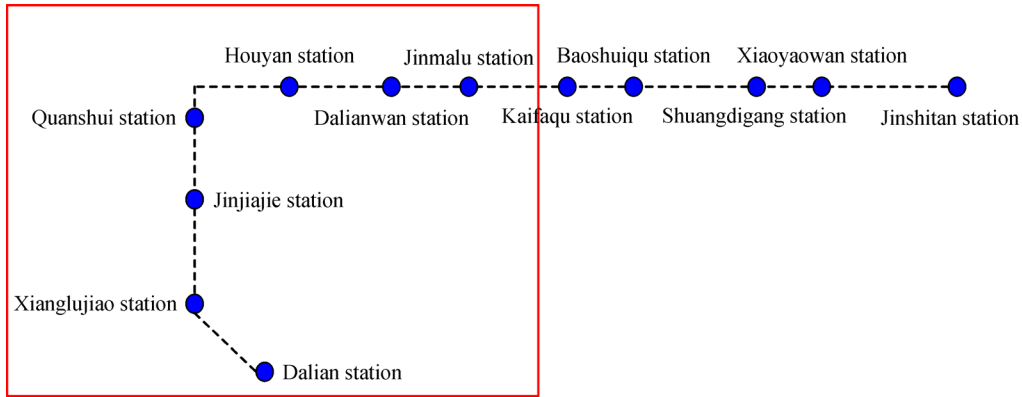 Houyan station
Jinmalu station
Baoshuiqu station
Xiaoyaowan station
Quanshui station
Dalianwan station
Kaifaqu station
Shuangdigang station
Jinshitan station
Jinjiajie station
Xianglujiao station
Dalian station